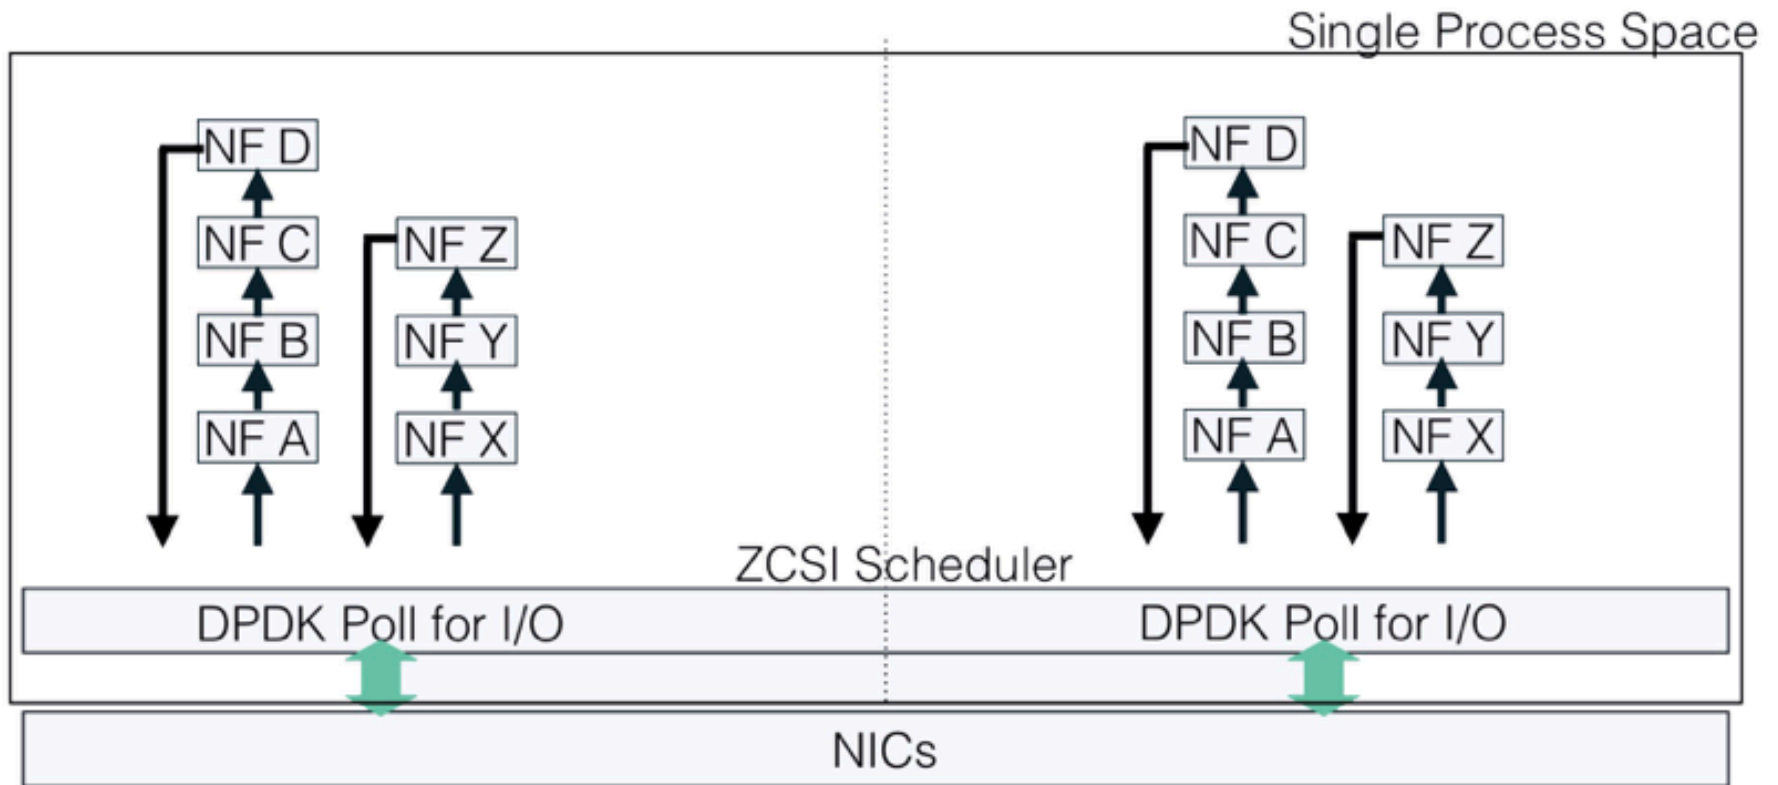 Single Process Space
NF D
NF C
NF B
NF A
NF Z
NF Y
NF X
NF D
NF C
NF B
NF A
NF Z
NF Y
NF X
ZCSI Scheduler
DPDK Poll for I/O
DPDK Poll for I/O
NICs